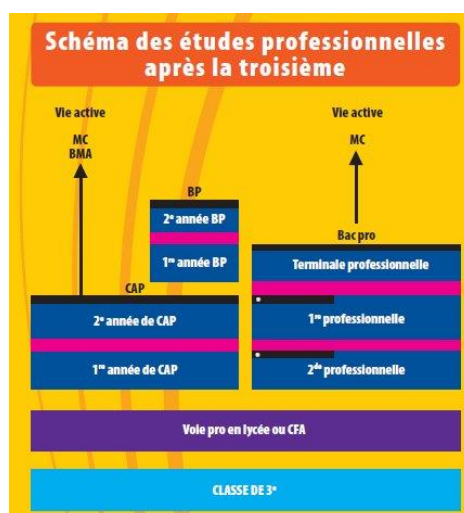 Schéma des études professionnelles
après la troisième
Vie active
MC
BMA
Vie active
MC
BP
2e année BP
1re année BP
Bac pro
Terminale professionnelle
1re professionnelle
2de professionnelle
CAP
2e année de CAP
1re année de CAP
Voie pro en lycée ou CFA
CLASSE DE 3e